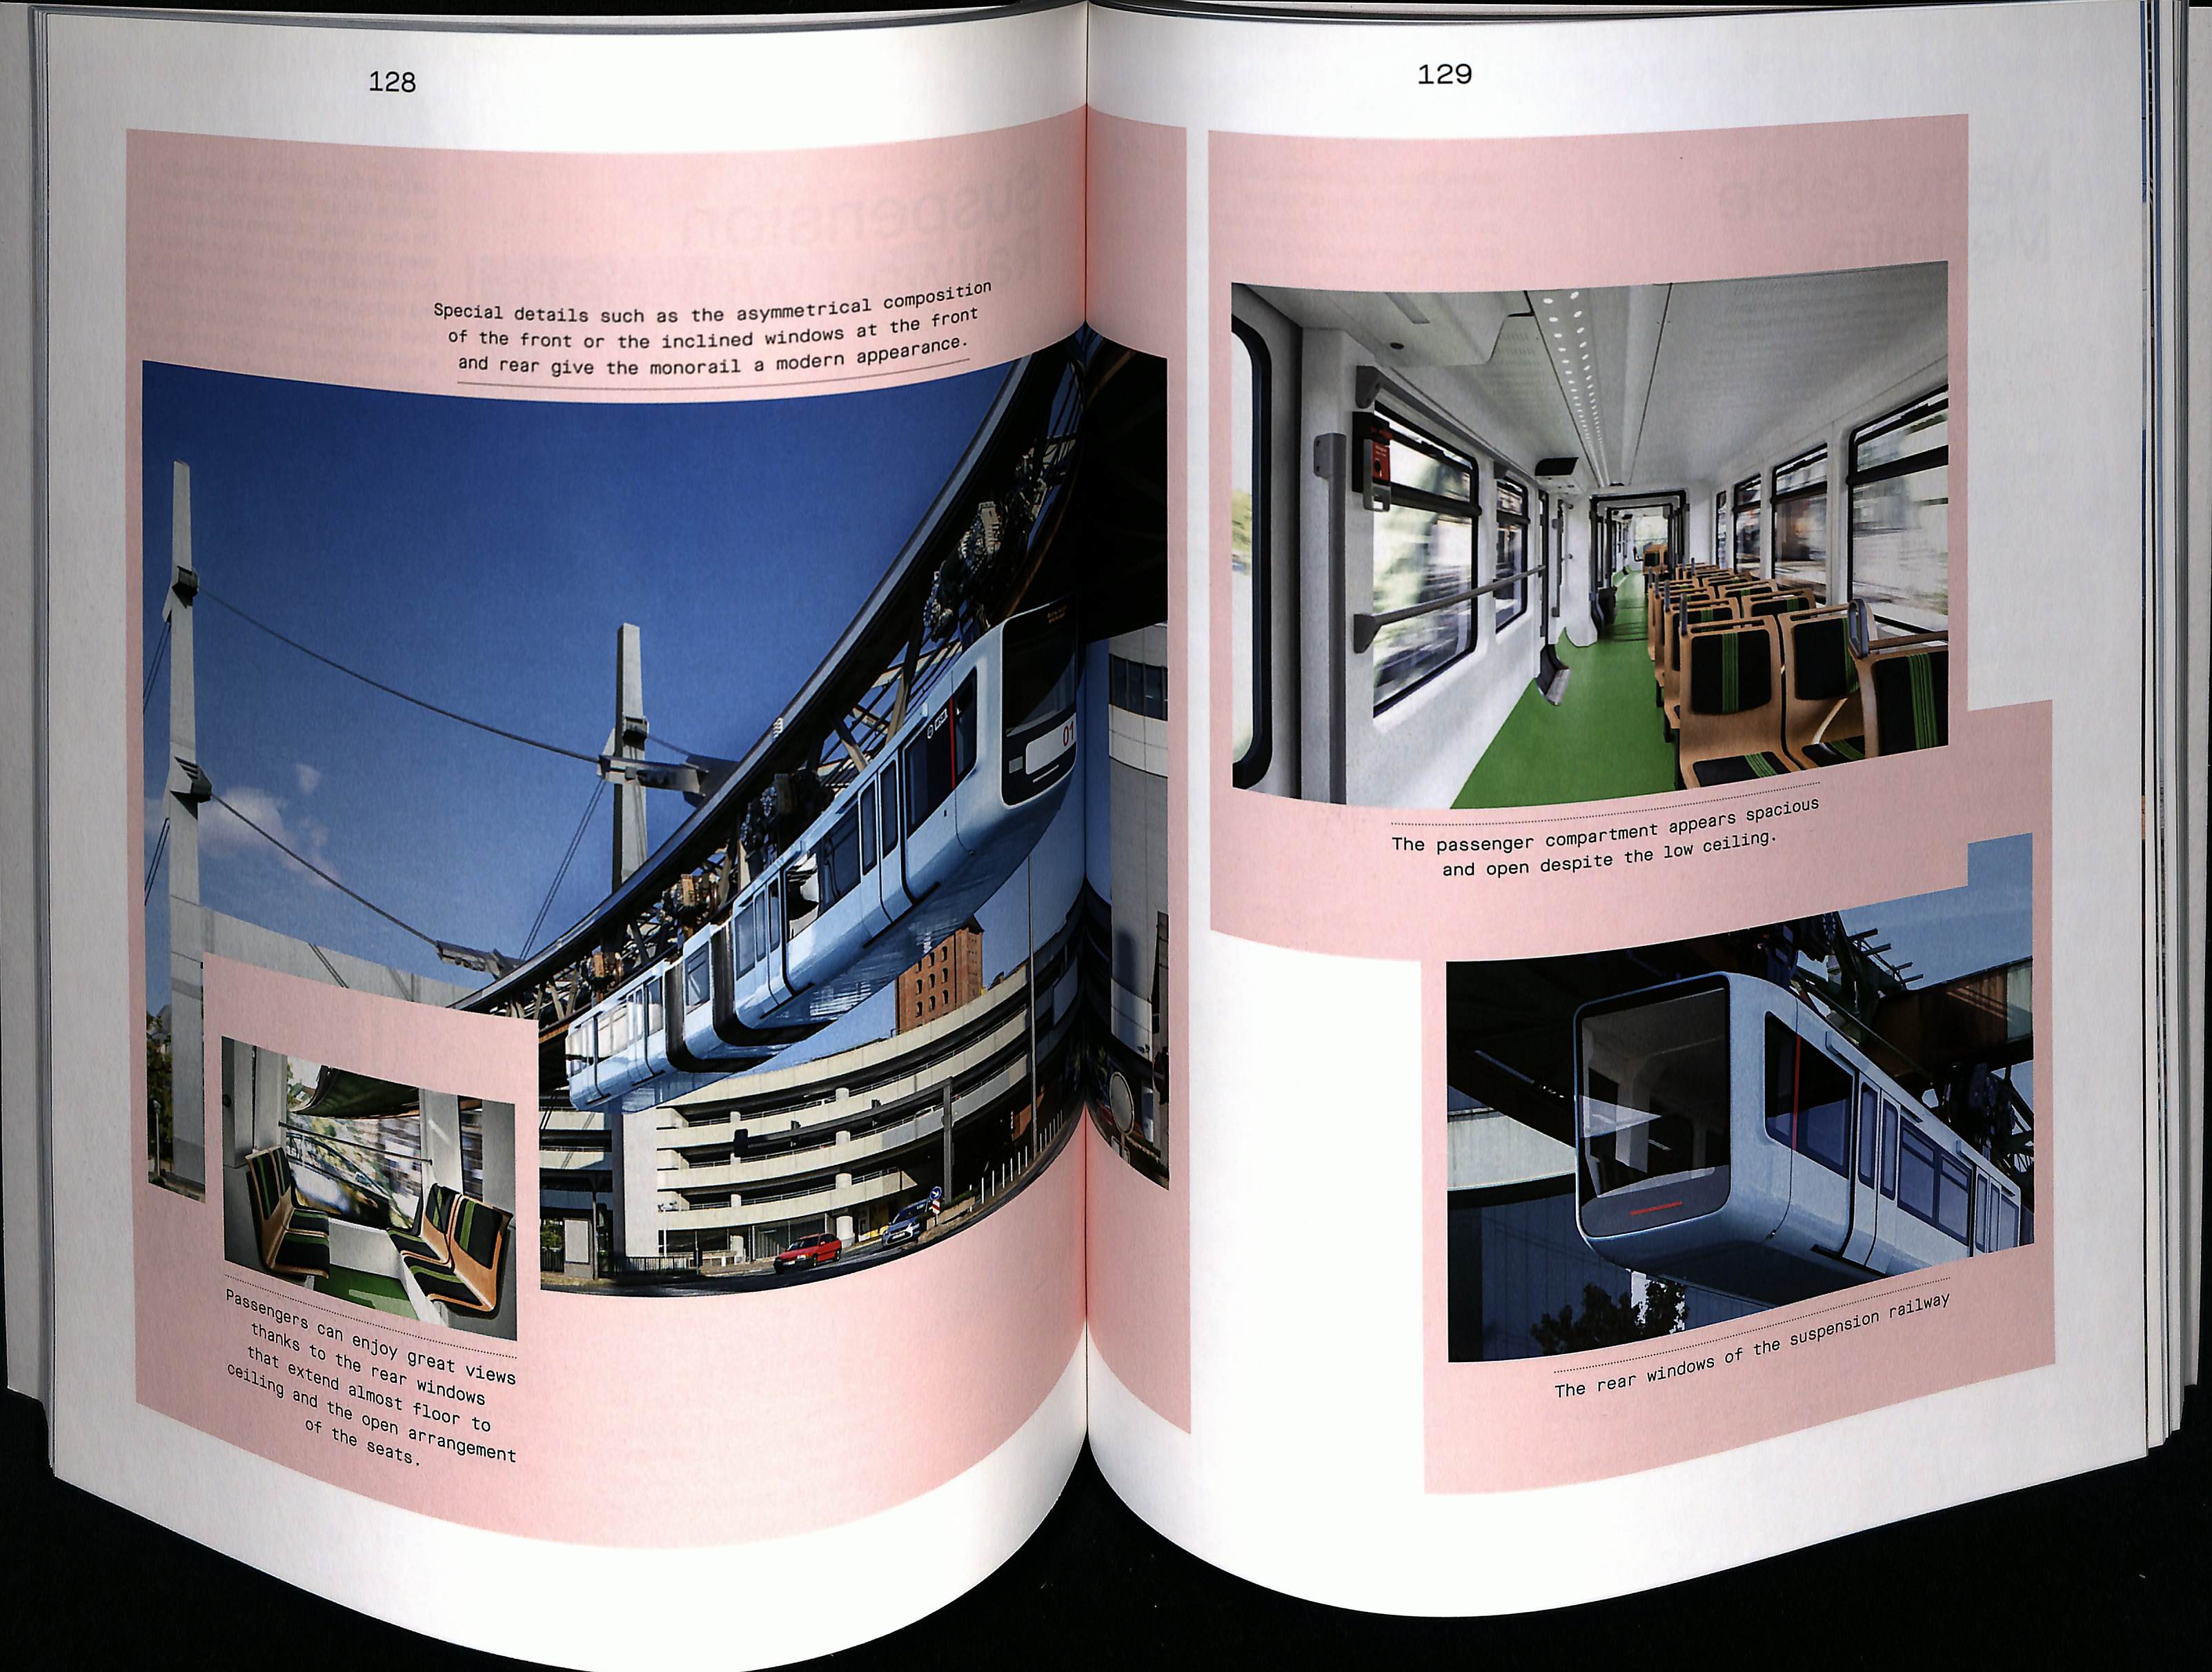 128
Special details such as the asymmetrical composition
of the front or the inclined windows at the front
and rear give the monorail a modern appearance.
01
Passengers can enjoy great views
thanks to the rear windows
that extend almost floor to
ceiling and the open arrangement
of the seats.
129
The passenger compartment appears spacious
and open despite the low ceiling.
The rear windows of the suspension railway